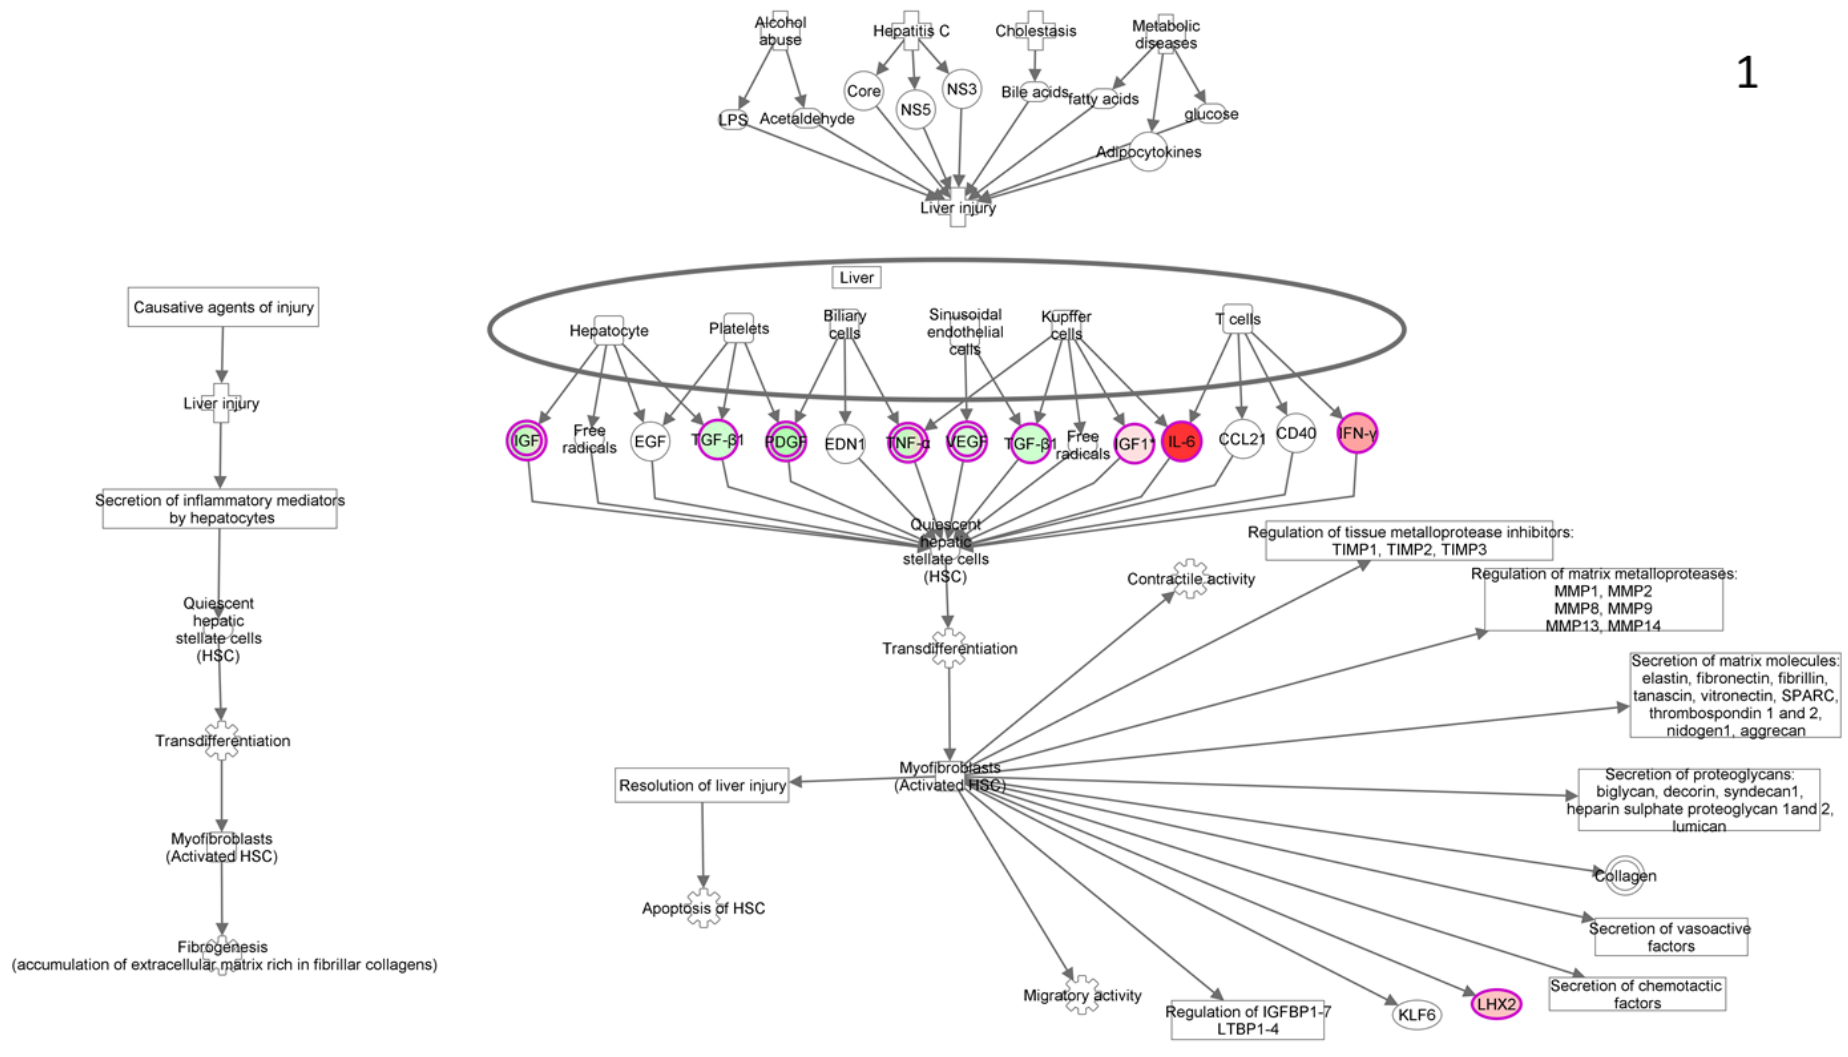 Alcohol
abuse
Hepatitis C
Cholestasis
Metabolic
diseases
1
Core
NS5
NS3
Bile acids
fatty acids
glucose
LPS
Acetaldehyde
Adipocytokines
Liver injury
Liver
Hepatocyte
Platelets
Biliary
cells
Sinusoidal
endothelial
cells
Kupffer
cells
T cells
IGF
Free
radicals
EGF
TGF-β1
PDGF
EDN1
TNF-α
VEGF
TGF-β1
Free
radicals
IGF1*
IL-6
CCL21
CD40
IFN-γ
Quiescent
hepatic
stellate cells
(HSC)
Transdifferentiation
Myofibroblasts
(Activated HSC)
Contractile activity
Regulation of tissue metalloprotease inhibitors:
TIMP1, TIMP2, TIMP3
Regulation of matrix metalloproteases:
MMP1, MMP2
MMP8, MMP9
MMP13, MMP14
Secretion of matrix molecules:
elastin, fibronectin, fibrillin,
tanascin, vitronectin, SPARC,
thrombospondin 1 and 2,
nidogen1, aggrecan
Secretion of proteoglycans:
biglycan, decorin, syndecan1,
heparin sulphate proteoglycan 1and 2,
lumican
Collagen
Secretion of vasoactive
factors
Secretion of chemotactic
factors
LHX2
KLF6
Regulation of IGFBP1-7
LTBP1-4
Migratory activity
Resolution of liver injury
Apoptosis of HSC
Causative agents of injury
Liver injury
Secretion of inflammatory mediators
by hepatocytes
Quiescent
hepatic
stellate cells
(HSC)
Transdifferentiation
Myofibroblasts
(Activated HSC)
Fibrogenesis
(accumulation of extracellular matrix rich in fibrillar collagens)